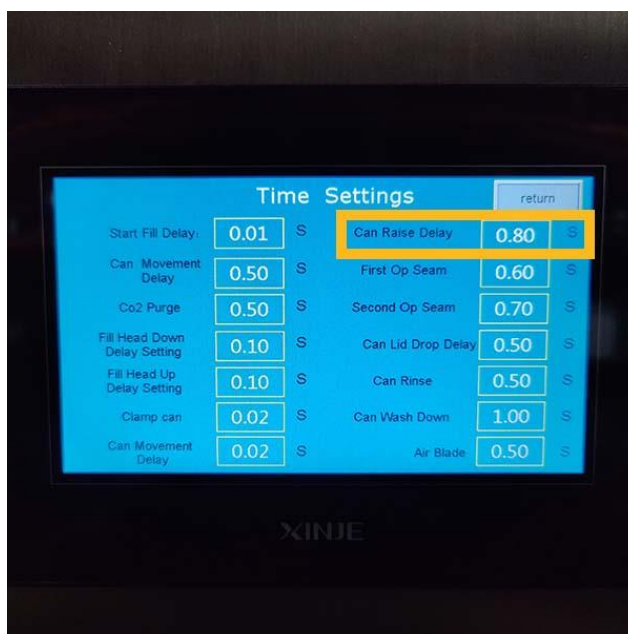 Time Settings
return
Start Fill Delay: 0.01 S
Can Raise Delay 0.80 S
Can Movement
Delay 0.50 S
First Op Seam 0.60 S
Co2 Purge 0.50 S
Second Op Seam 0.70 S
Fill Head Down
Delay Setting 0.10 S
Can Lid Drop Delay 0.50 S
Fill Head Up
Delay Setting 0.10 S
Can Rinse 0.50 S
Clamp can 0.02 S
Can Wash Down 1.00 S
Can Movement
Delay 0.02 S
Air Blade 0.50 S
XINJE